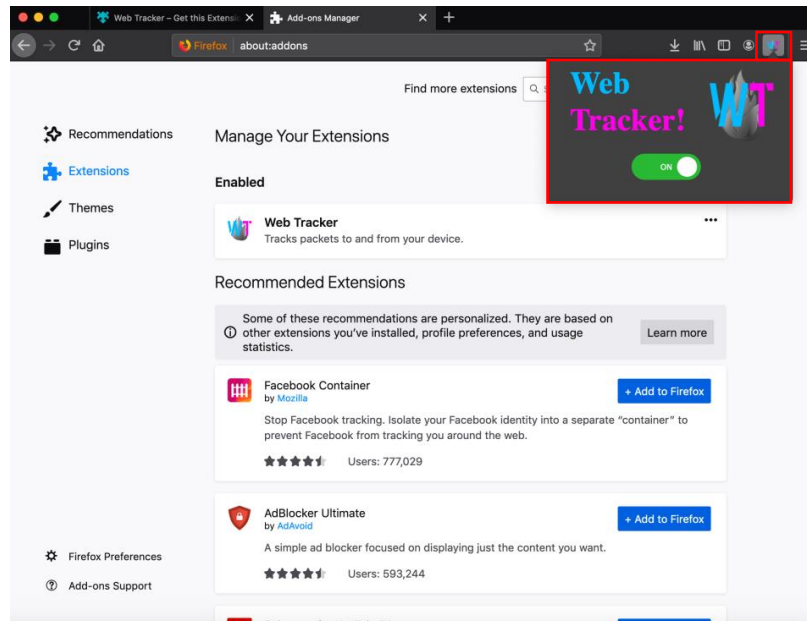 Web Tracker – Get this Extensio
Add-ons Manager
Firefox about:addons
Find more extensions
Web
Tracker!
WT
ON
Recommendations
Extensions
Themes
Plugins
Firefox Preferences
Add-ons Support
Manage Your Extensions
Enabled
WT
Web Tracker
Tracks packets to and from your device.
Recommended Extensions
Some of these recommendations are personalized. They are based on
other extensions you've installed, profile preferences, and usage
statistics.
Learn more
Facebook Container
by Mozilla
+ Add to Firefox
Stop Facebook tracking. Isolate your Facebook identity into a separate "container" to
prevent Facebook from tracking you around the web.
Users: 777,029
AdBlocker Ultimate
by AdAvoid
+ Add to Firefox
A simple ad blocker focused on displaying just the content you want.
Users: 593,244